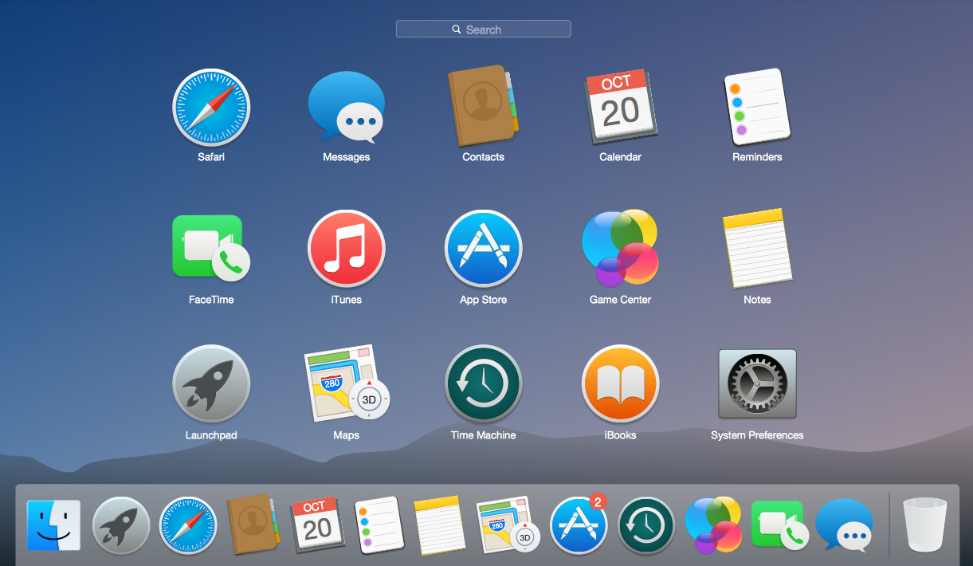 Search
OCT
20
Safari
Messages
Contacts
Calendar
Reminders
FaceTime
iTunes
App Store
Game Center
Notes
280
3D
Launchpad
Maps
Time Machine
iBooks
System Preferences
OCT
20
280
3D
2